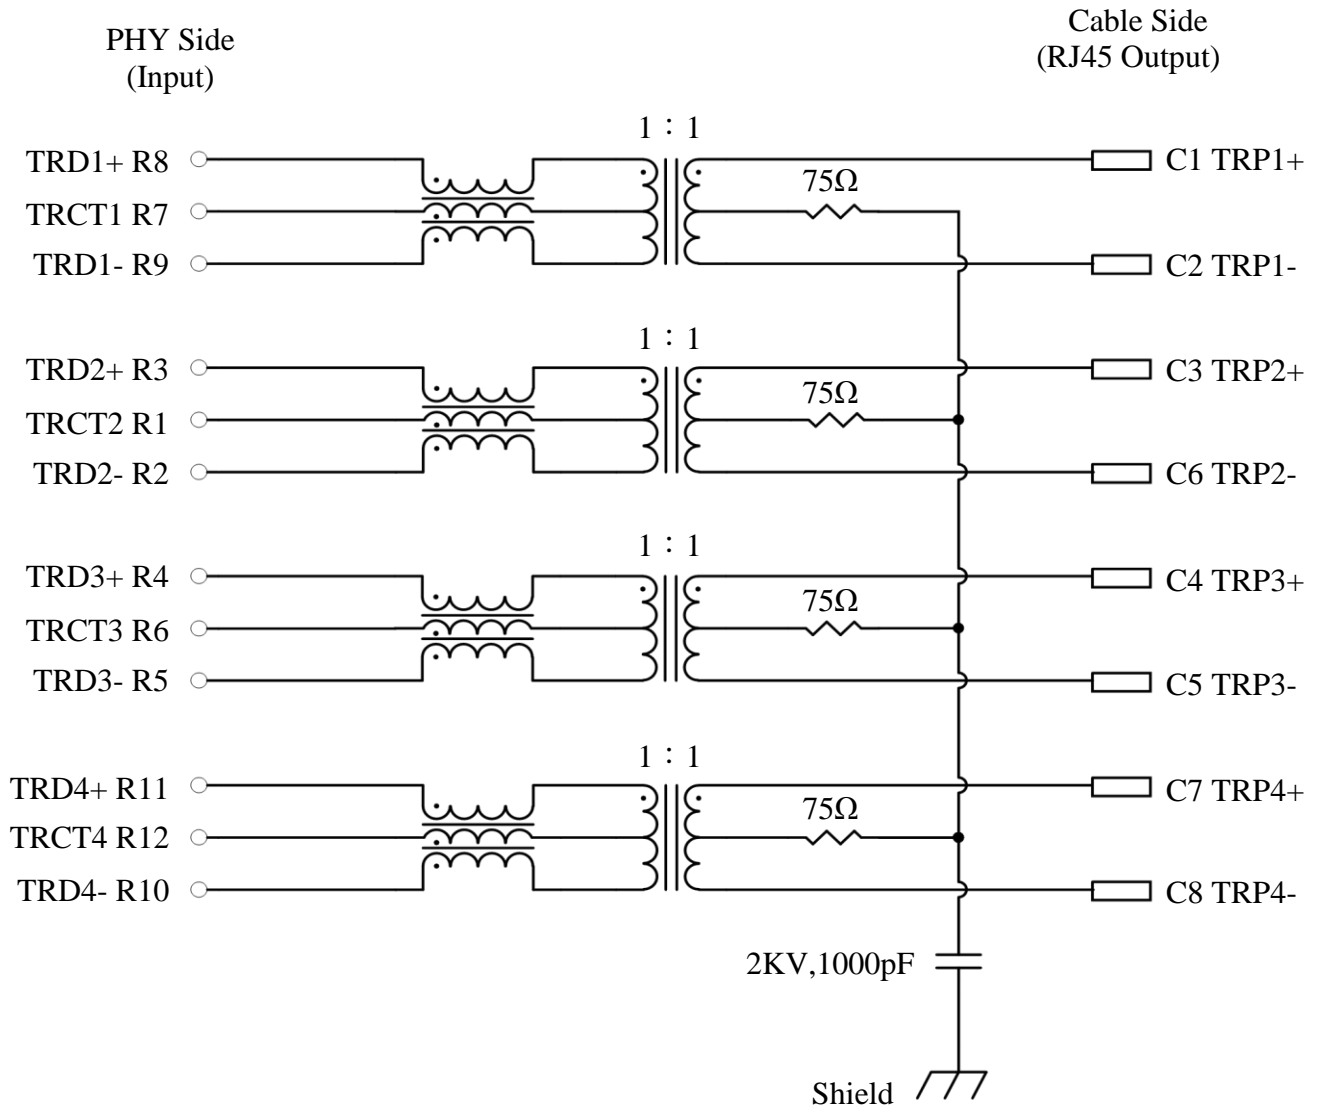 PHY Side
(Input)
Cable Side
(RJ45 Output)
1 : 1
TRD1+ R8
75Ω
C1 TRP1+
TRCT1 R7
TRD1- R9
C2 TRP1-
1 : 1
TRD2+ R3
75Ω
C3 TRP2+
TRCT2 R1
TRD2- R2
C6 TRP2-
1 : 1
TRD3+ R4
75Ω
C4 TRP3+
TRCT3 R6
TRD3- R5
C5 TRP3-
1 : 1
TRD4+ R11
75Ω
C7 TRP4+
TRCT4 R12
TRD4- R10
C8 TRP4-
2KV,1000pF
Shield